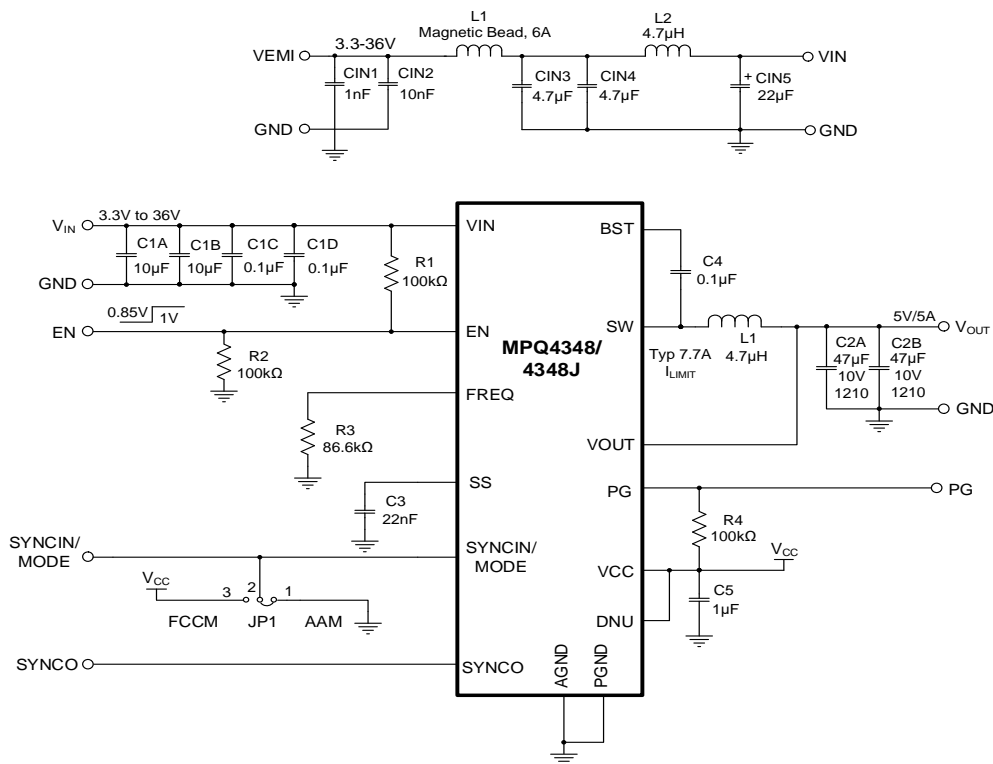 L1
Magnetic Bead, 6A
L2
4.7µH
VEMI
3.3-36V
VIN
CIN1
1nF
CIN2
10nF
CIN3
4.7µF
CIN4
4.7µF
+
CIN5
22µF
GND
GND
VIN
3.3V to 36V
C1A
10µF
C1B
10µF
C1C
0.1µF
C1D
0.1µF
R1
100kΩ
GND
0.85V
1V
EN
R2
100kΩ
R3
86.6kΩ
C3
22nF
SYNCIN/
MODE
VCC
3
2
1
FCCM
JP1
AAM
SYNCO
VIN
EN
FREQ
SS
SYNCIN/
MODE
SYNCO
MPQ4348/
4348J
BST
SW
VOUT
PG
VCC
DNU
AGND
PGND
C4
0.1µF
L1
4.7µH
Typ 7.7A
ILIMIT
5V/5A
VOUT
C2A
47µF
10V
1210
C2B
47µF
10V
1210
GND
PG
R4
100kΩ
VCC
C5
1µF